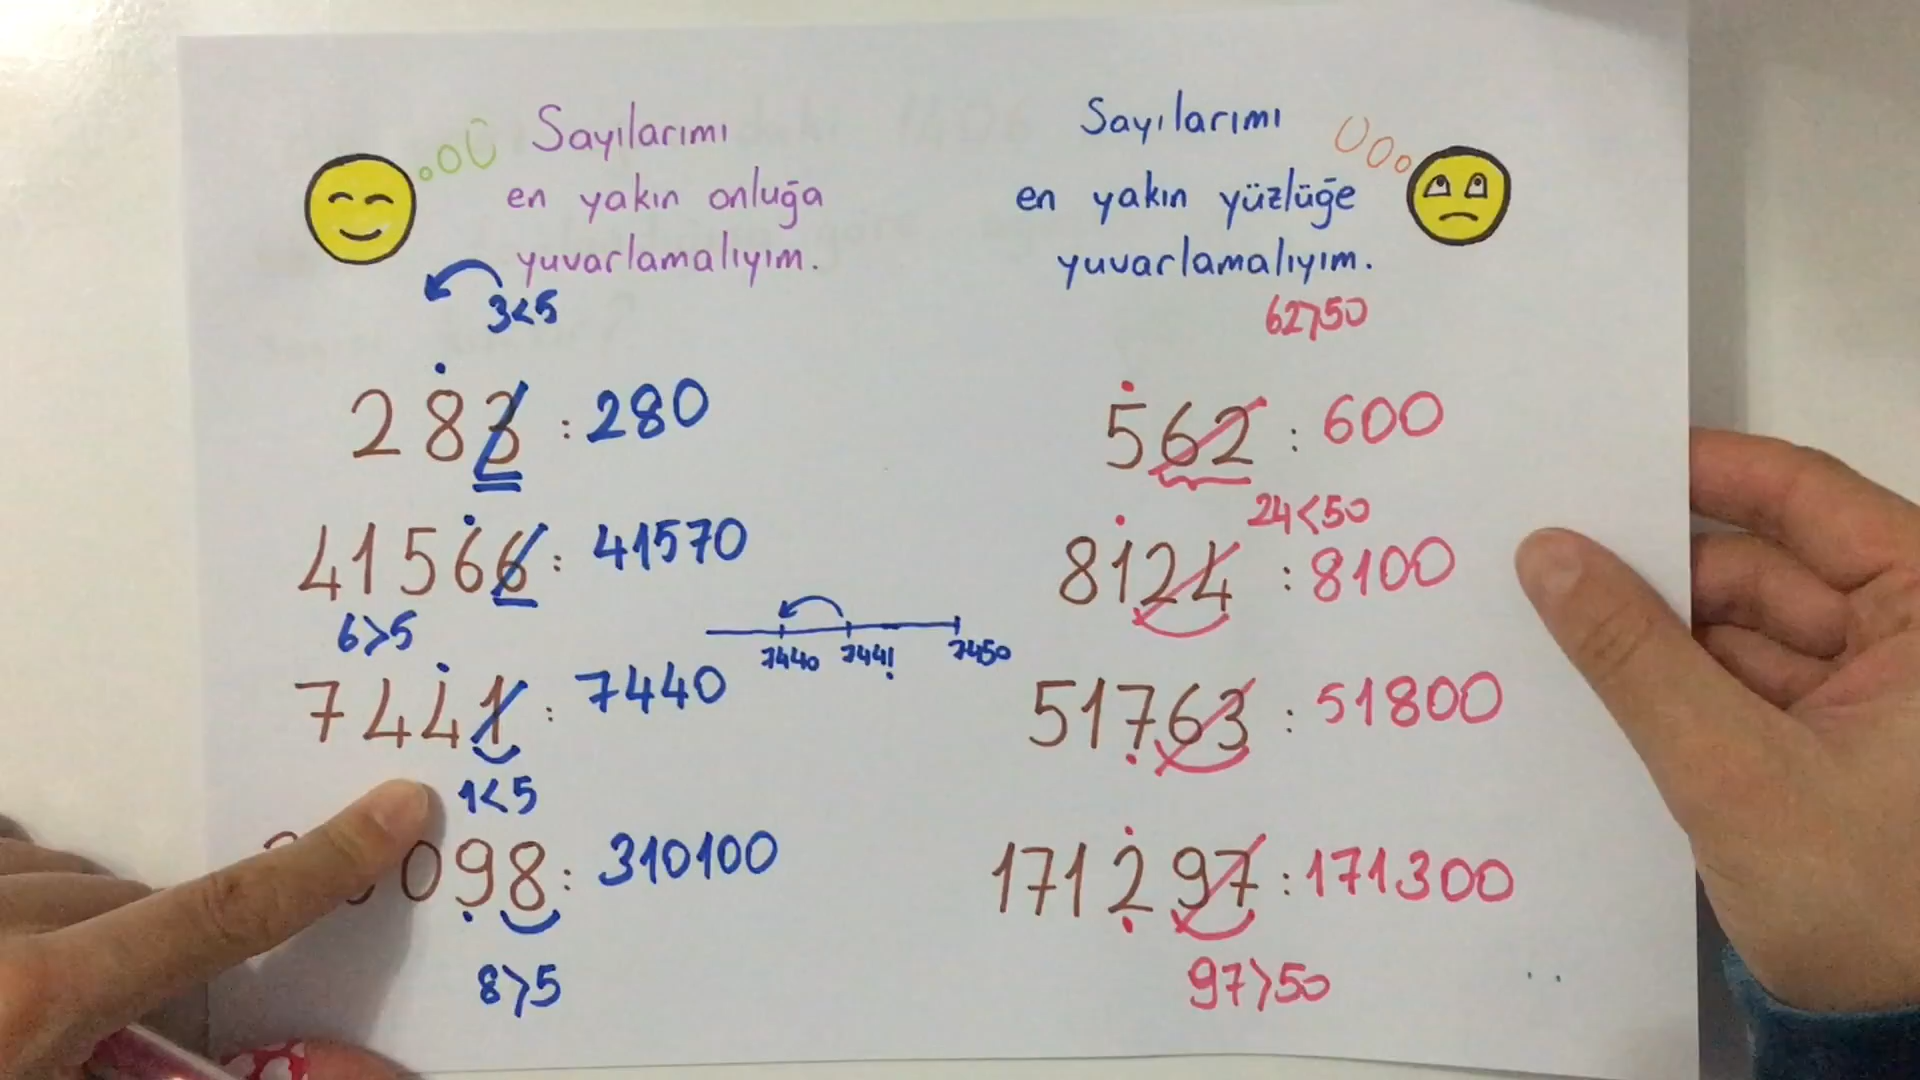 Sayılarımı
en yakın onluğa
yuvarlamalıyım.
3<5
283 : 280
41566 : 41570
6>5
7441 : 7440
7440 7441 7450
1<5
098 : 310100
8>5
Sayılarımı
en yakın yüzlüğe
yuvarlamalıyım.
62>50
562 : 600
24<50
8124 : 8100
51763 : 51800
171297 : 171300
97>50